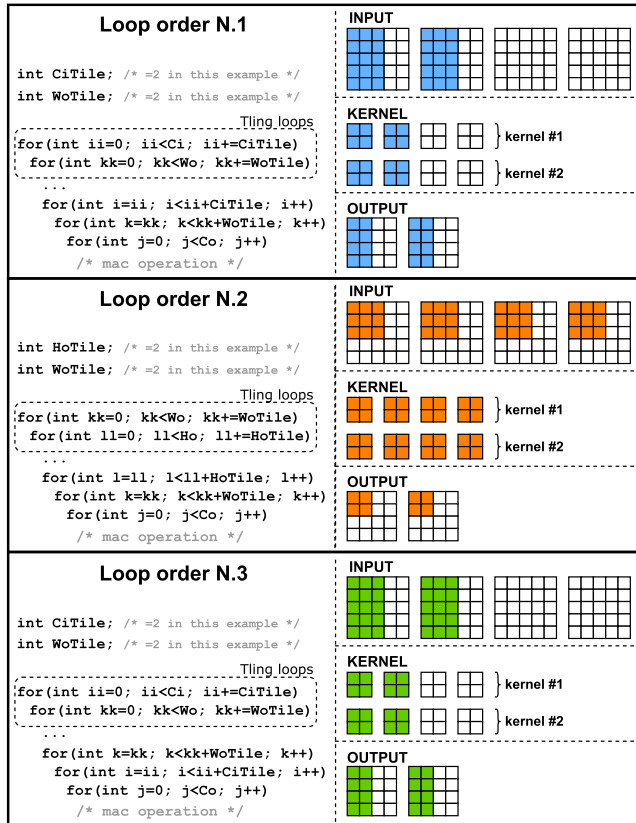 Loop order N.1
int CiTile; /* =2 in this example */
int WoTile; /* =2 in this example */
Tling loops
for(int ii=0; ii<Ci; ii+=CiTile)
for(int kk=0; kk<Wo; kk+=WoTile)
...
for(int i=ii; i<ii+CiTile; i++)
for(int k=kk; k<kk+WoTile; k++)
for(int j=0; j<Co; j++)
/* mac operation */
INPUT
KERNEL
kernel #1
kernel #2
OUTPUT
Loop order N.2
int HoTile; /* =2 in this example */
int WoTile; /* =2 in this example */
Tling loops
for(int kk=0; kk<Wo; kk+=WoTile)
for(int ll=0; ll<Ho; ll+=HoTile)
...
for(int l=ll; l<ll+HoTile; l++)
for(int k=kk; k<kk+WoTile; k++)
for(int j=0; j<Co; j++)
/* mac operation */
INPUT
KERNEL
kernel #1
kernel #2
OUTPUT
Loop order N.3
int CiTile; /* =2 in this example */
int WoTile; /* =2 in this example */
Tling loops
for(int ii=0; ii<Ci; ii+=CiTile)
for(int kk=0; kk<Wo; kk+=WoTile)
...
for(int k=kk; k<kk+WoTile; k++)
for(int i=ii; i<ii+CiTile; i++)
for(int j=0; j<Co; j++)
/* mac operation */
INPUT
KERNEL
kernel #1
kernel #2
OUTPUT